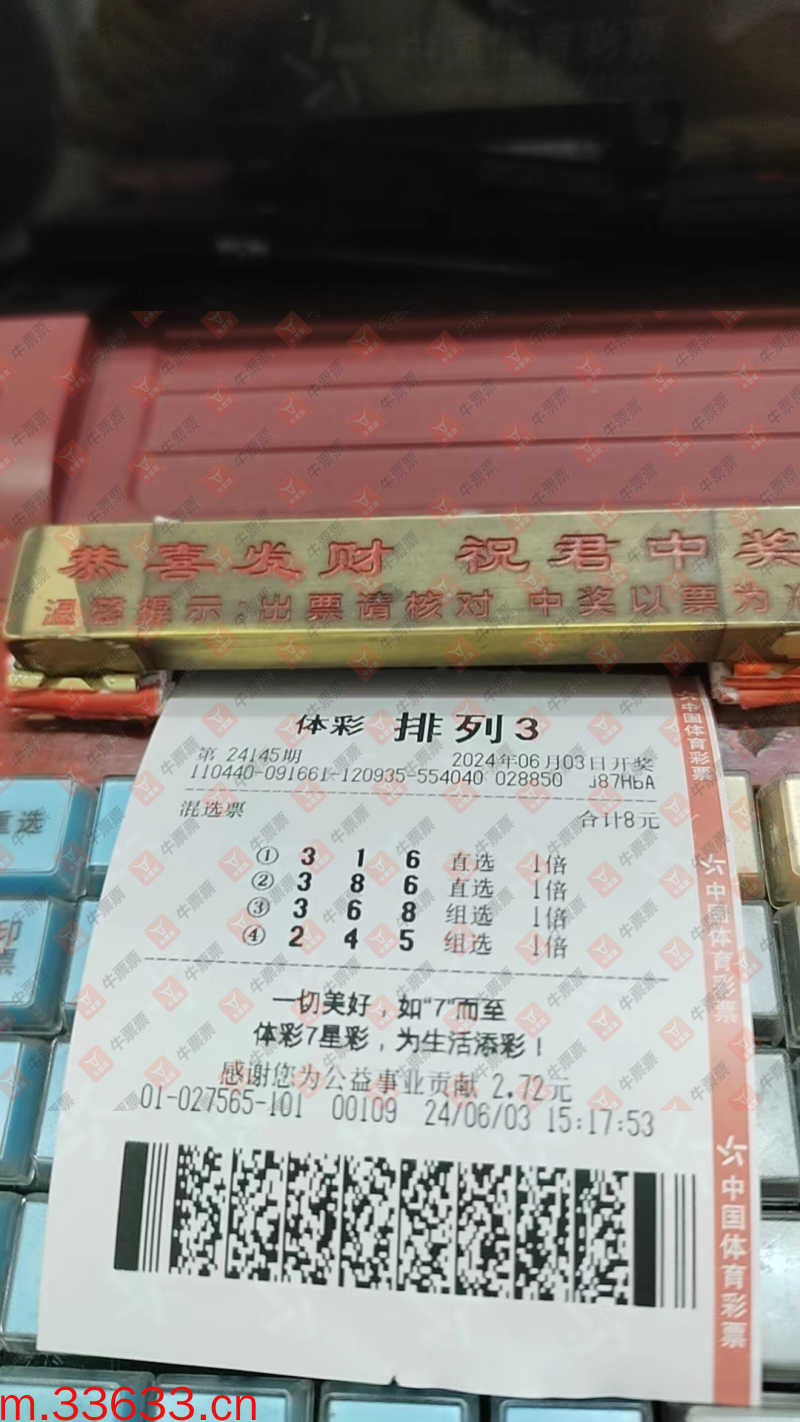 恭喜发财 祝君中奖
温馨提示:出票请核对 中奖以票为准
体彩 排列3
第 24145期 2024年06月03日开奖
110440-091661-120935-554040 028850 J87HbA
混选票 合计8元
① 3 1 6 直选 1倍
② 3 8 6 直选 1倍
③ 3 6 8 组选 1倍
④ 2 4 5 组选 1倍
一切美好，如“7”而至
体彩7星彩，为生活添彩！
感谢您为公益事业贡献 2.72元
01-027565-101 00109 24/06/03 15:17:53
中国体育彩票
中国体育彩票
中国体育彩票
重选
印
票
牛票票
m.33633.cn